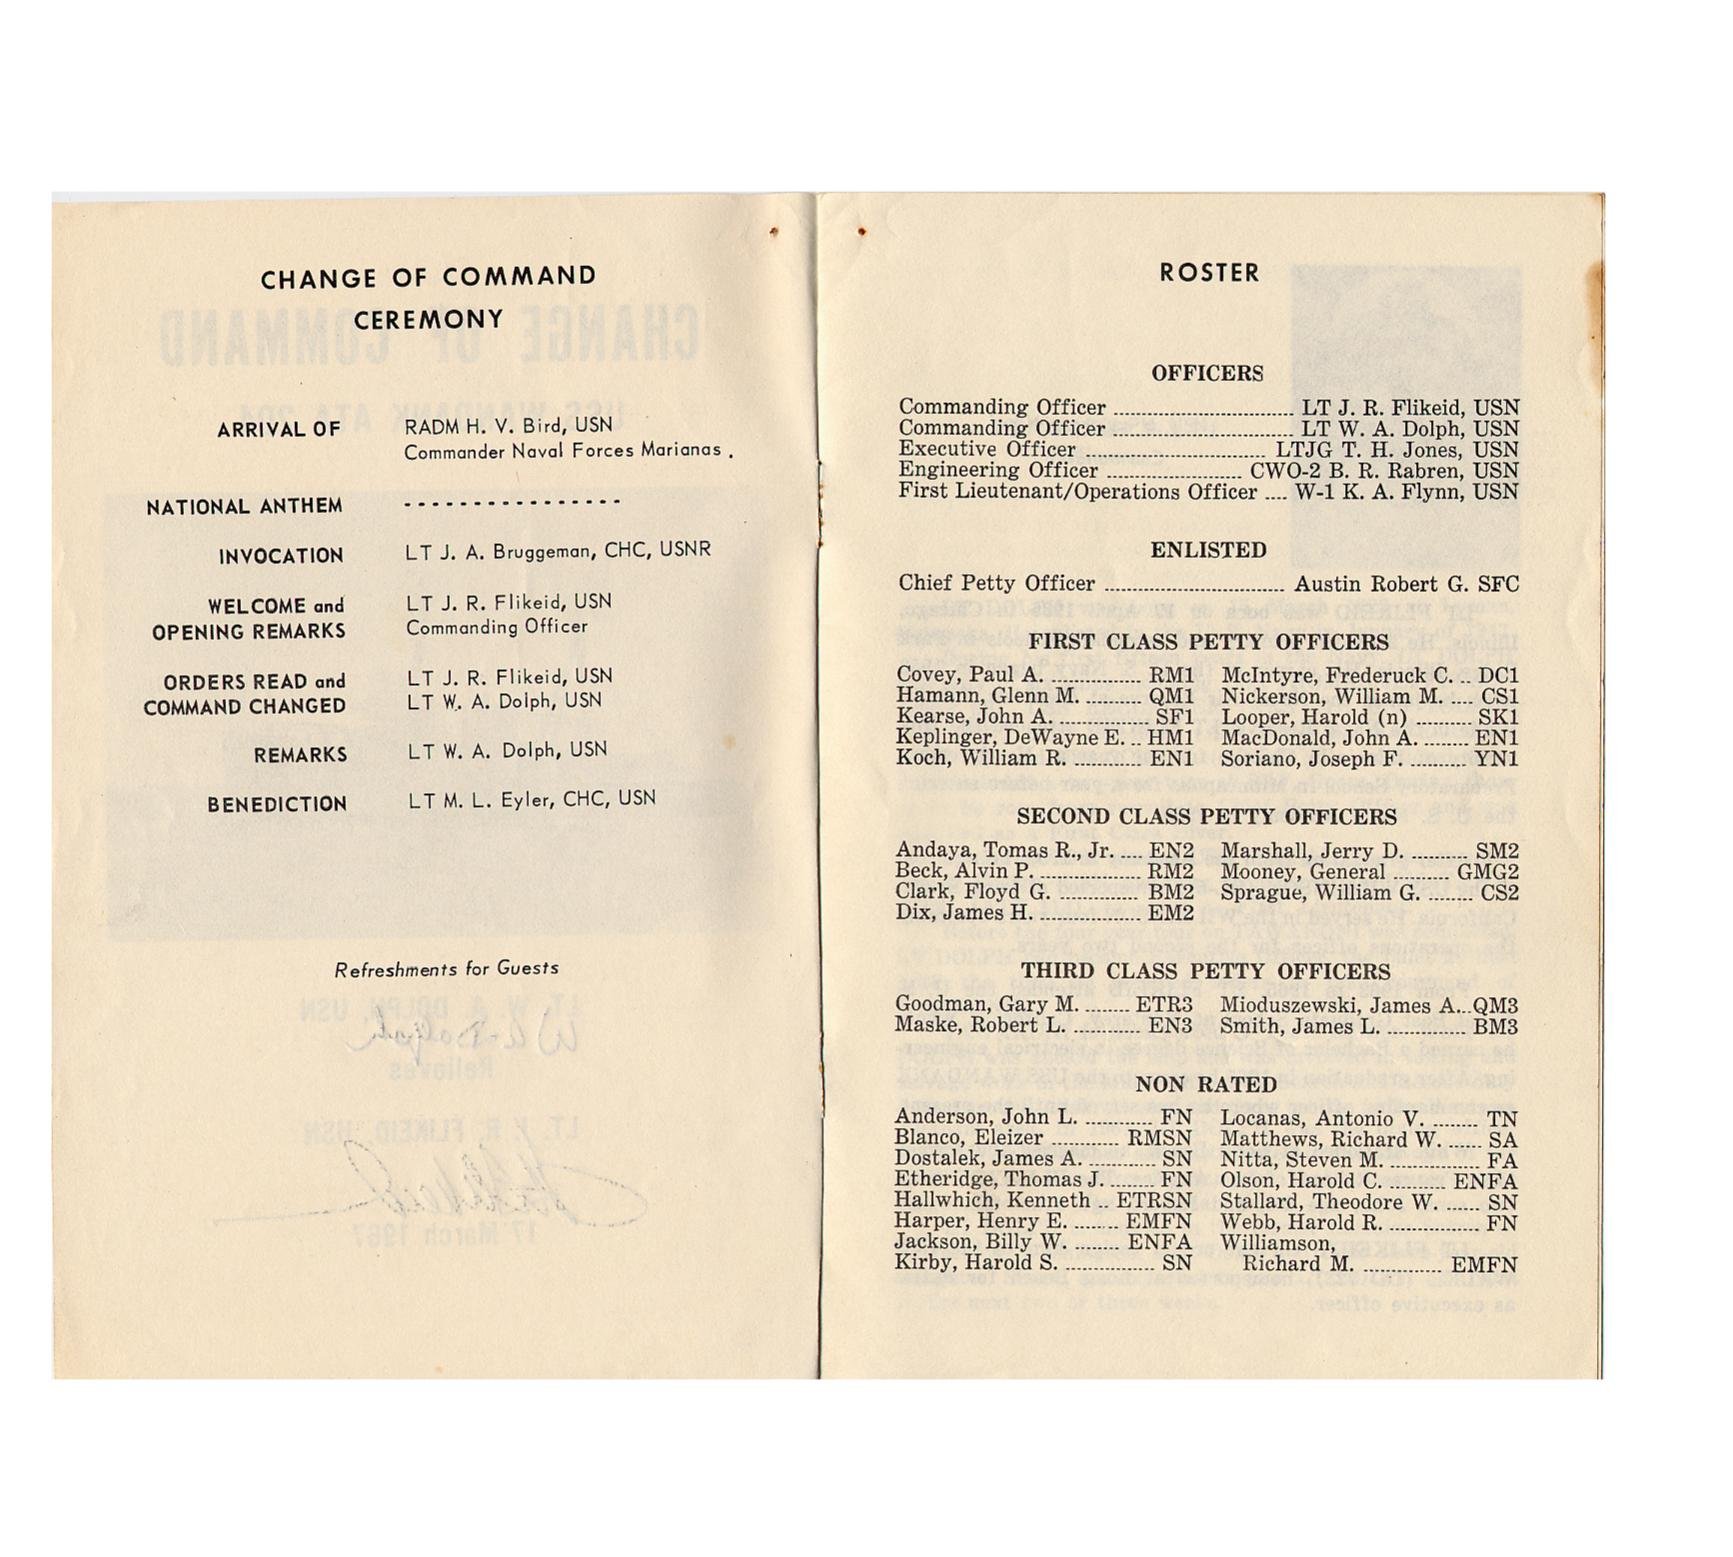 CHANGE OF COMMAND
CEREMONY
ARRIVAL OF RADM H. V. Bird, USN
Commander Naval Forces Marianas.
NATIONAL ANTHEM ----------------
INVOCATION LT J. A. Bruggeman, CHC, USNR
WELCOME and LT J. R. Flikeid, USN
OPENING REMARKS Commanding Officer
ORDERS READ and LT J. R. Flikeid, USN
COMMAND CHANGED LT W. A. Dolph, USN
REMARKS LT W. A. Dolph, USN
BENEDICTION LT M. L. Eyler, CHC, USN
Refreshments for Guests
ROSTER
OFFICERS
Commanding Officer .......... LT J. R. Flikeid, USN
Commanding Officer .......... LT W. A. Dolph, USN
Executive Officer .......... LTJG T. H. Jones, USN
Engineering Officer .......... CWO-2 B. R. Rabren, USN
First Lieutenant/Operations Officer .... W-1 K. A. Flynn, USN
ENLISTED
Chief Petty Officer .......... Austin Robert G. SFC
FIRST CLASS PETTY OFFICERS
Covey, Paul A. .......... RM1 McIntyre, Frederuck C. .. DC1
Hamann, Glenn M. .......... QM1 Nickerson, William M. .... CS1
Kearse, John A. .......... SF1 Looper, Harold (n) .......... SK1
Keplinger, DeWayne E. .. HM1 MacDonald, John A. ........ EN1
Koch, William R. .......... EN1 Soriano, Joseph F. .......... YN1
SECOND CLASS PETTY OFFICERS
Andaya, Tomas R., Jr. .... EN2 Marshall, Jerry D. .......... SM2
Beck, Alvin P. .......... RM2 Mooney, General .......... GMG2
Clark, Floyd G. .......... BM2 Sprague, William G. ........ CS2
Dix, James H. .......... EM2
THIRD CLASS PETTY OFFICERS
Goodman, Gary M. ........ ETR3 Mioduszewski, James A...QM3
Maske, Robert L. .......... EN3 Smith, James L. .......... BM3
NON RATED
Anderson, John L. .......... FN Locanas, Antonio V. ........ TN
Blanco, Eleizer .......... RMSN Matthews, Richard W. ...... SA
Dostalek, James A. .......... SN Nitta, Steven M. .......... FA
Etheridge, Thomas J. ........ FN Olson, Harold C. .......... ENFA
Hallwhich, Kenneth .. ETRSN Stallard, Theodore W. ...... SN
Harper, Henry E. ........ EMFN Webb, Harold R. .......... FN
Jackson, Billy W. ........ ENFA Williamson,
Kirby, Harold S. .......... SN Richard M. .......... EMFN